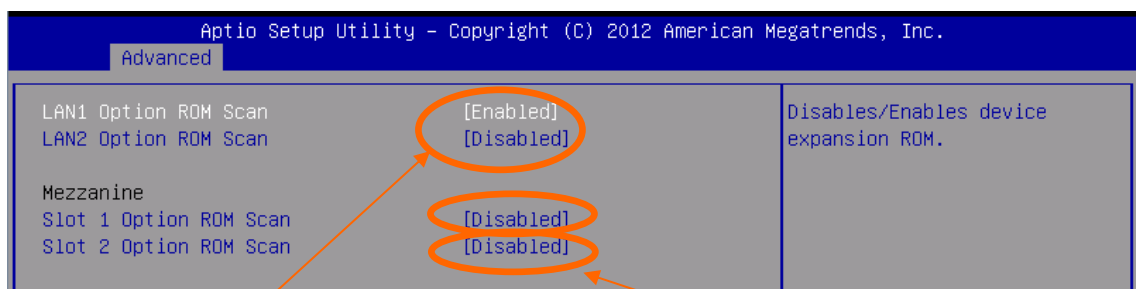 Aptio Setup Utility – Copyright (C) 2012 American Megatrends, Inc.
Advanced
LAN1 Option ROM Scan [Enabled] Disables/Enables device
LAN2 Option ROM Scan [Disabled] expansion ROM.
Mezzanine
Slot 1 Option ROM Scan [Disabled]
Slot 2 Option ROM Scan [Disabled]